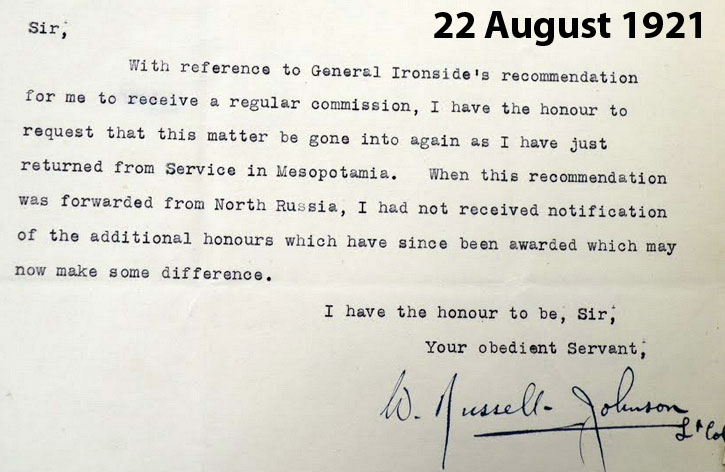 22 August 1921
Sir;
With reference to General Ironside's recommendation
for me to receive a regular commission, I have the honour to
request that this matter be gone into again as I have just
returned from Service in Mesopotamia. When this recommendation
was forwarded from North Russia, I had not received notification
of the additional honours which have since been awarded which may
now make some difference.
I have the honour to be, Sir;
Your obedient Servant;
W. Russell-Johnson
Lt Col